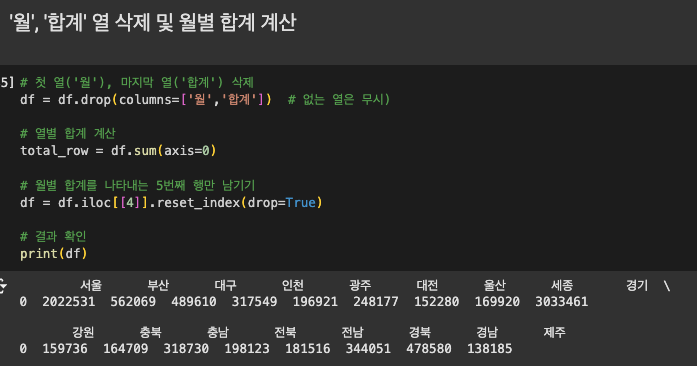 '월', '합계' 열 삭제 및 월별 합계 계산
5] # 첫 열('월'), 마지막 열('합계') 삭제
df = df.drop(columns=['월','합계'])  # 없는 열은 무시)
# 열별 합계 계산
total_row = df.sum(axis=0)
# 월별 합계를 나타내는 5번째 행만 남기기
df = df.iloc[[4]].reset_index(drop=True)
# 결과 확인
print(df)
서울 부산 대구 인천 광주 대전 울산 세종 경기 \
0 2022531 562069 489610 317549 196921 248177 152280 169920 3033461
강원 충북 충남 전북 전남 경북 경남 제주
0 159736 164709 318730 198123 181516 344051 478580 138185